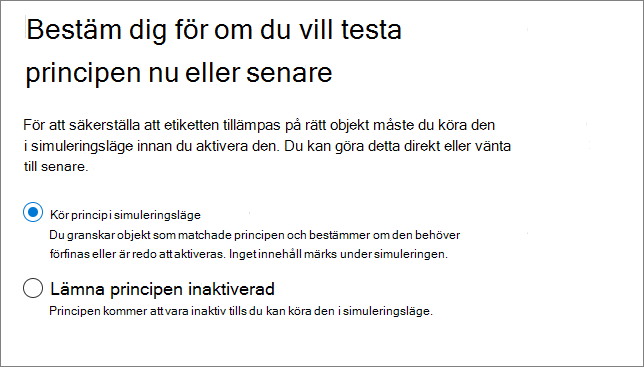 Bestäm dig för om du vill testa
principen nu eller senare
För att säkerställa att etiketten tillämpas på rätt objekt måste du köra den
i simuleringsläge innan du aktivera den. Du kan göra detta direkt eller vänta
till senare.
Kör princip i simuleringsläge
Du granskar objekt som matchade principen och bestämmer om den behöver
förfinas eller är redo att aktiveras. Inget innehåll märks under simuleringen.
Lämna principen inaktiverad
Principen kommer att vara inaktiv tills du kan köra den i simuleringsläge.